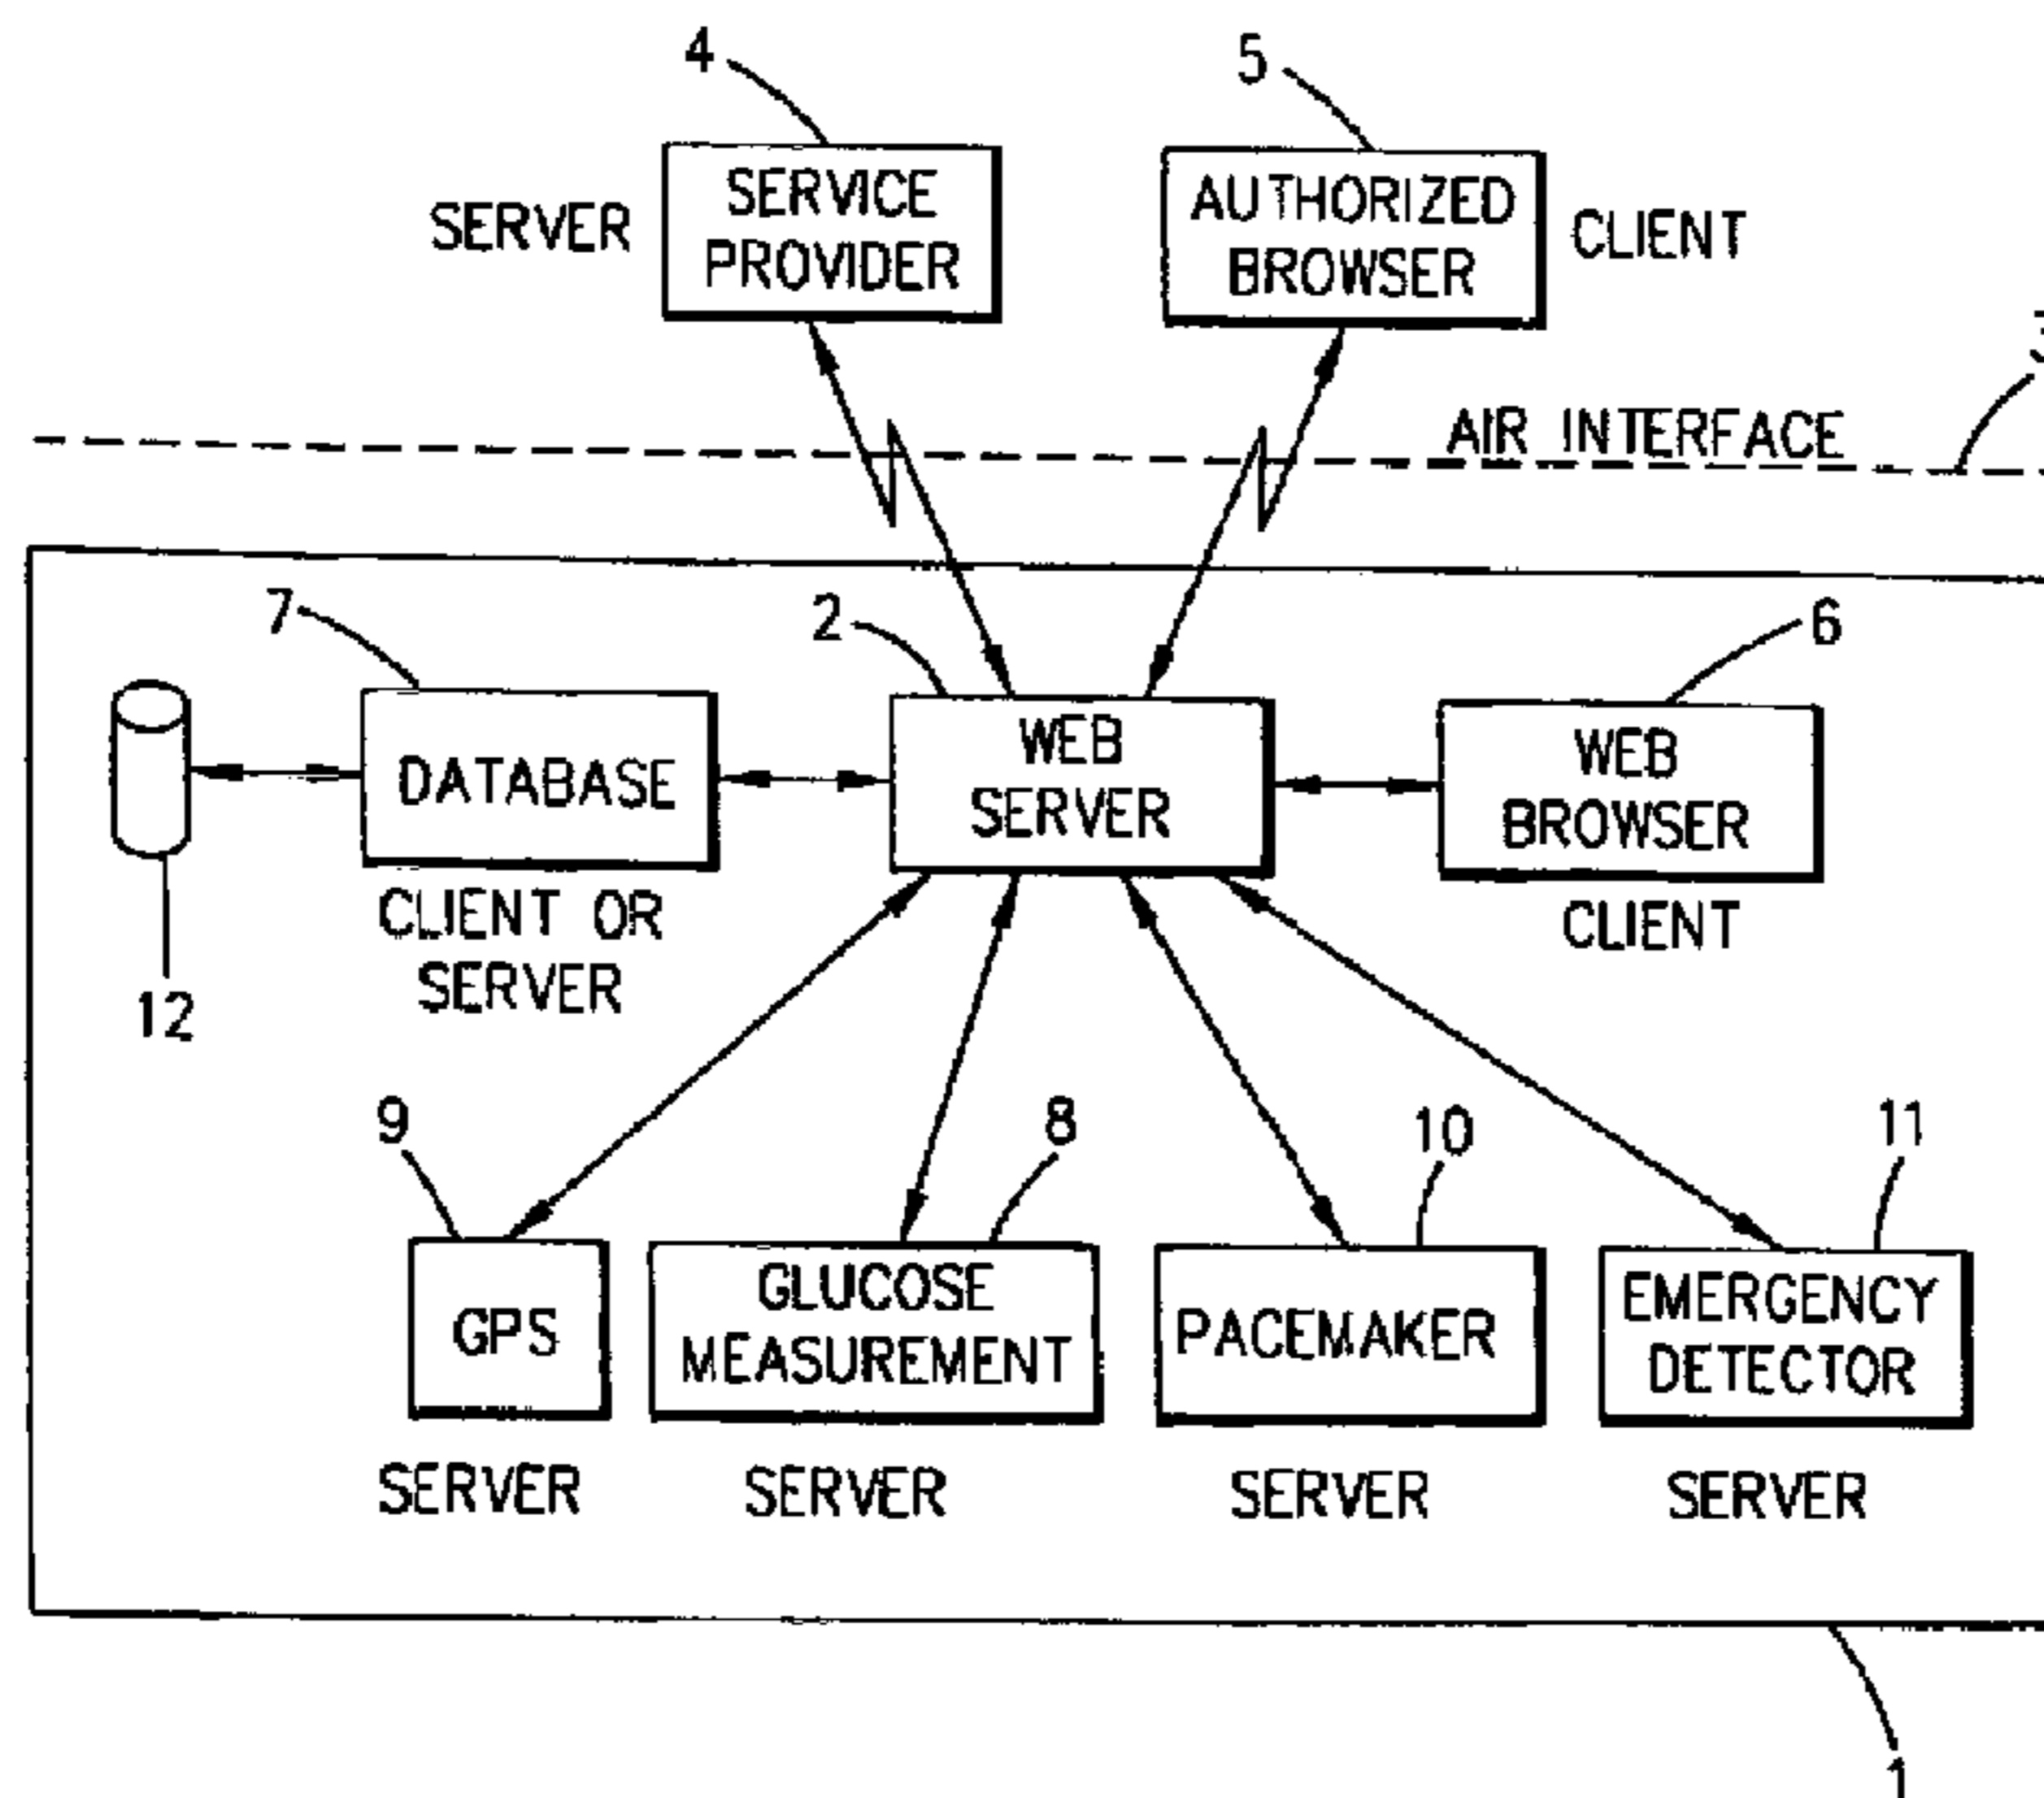 4
5
SERVER
SERVICE
PROVIDER
AUTHORIZED
BROWSER
CLIENT
3
AIR INTERFACE
7
2
6
DATABASE
WEB
SERVER
WEB
BROWSER
CLIENT OR
SERVER
CLIENT
12
9
8
10
11
GPS
GLUCOSE
MEASUREMENT
PACEMAKER
EMERGENCY
DETECTOR
SERVER
SERVER
SERVER
SERVER
1